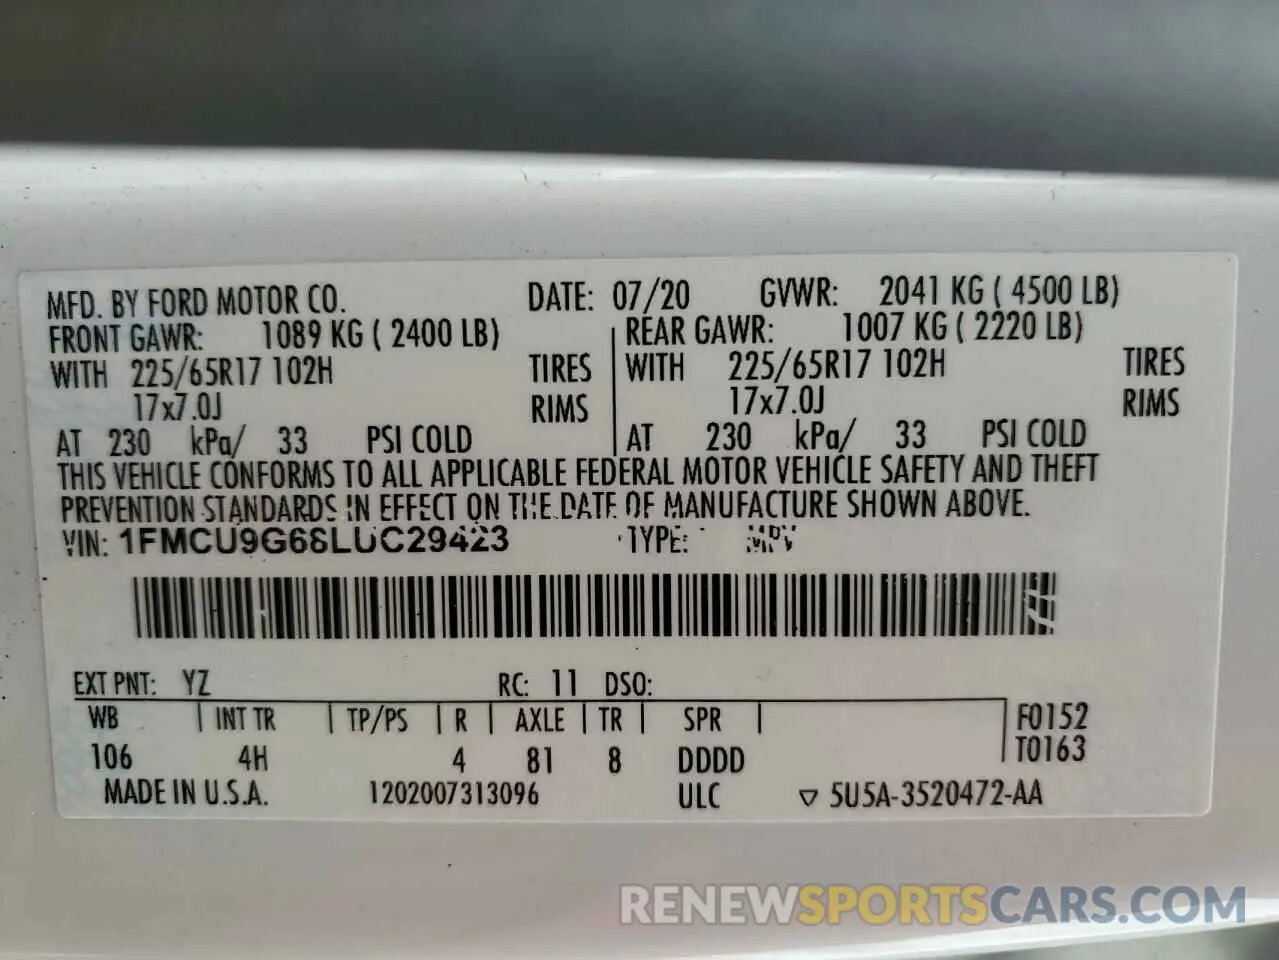 MFD. BY FORD MOTOR CO. DATE: 07/20 GVWR: 2041 KG ( 4500 LB)
FRONT GAWR: 1089 KG ( 2400 LB) REAR GAWR: 1007 KG ( 2220 LB)
WITH 225/65R17 102H TIRES WITH 225/65R17 102H TIRES
17x7.0J RIMS 17x7.0J RIMS
AT 230 kPa/ 33 PSI COLD AT 230 kPa/ 33 PSI COLD
THIS VEHICLE CONFORMS TO ALL APPLICABLE FEDERAL MOTOR VEHICLE SAFETY AND THEFT
PREVENTION STANDARDS IN EFFECT ON THE DATE OF MANUFACTURE SHOWN ABOVE.
VIN: 1FMCU9G68LUC29423 TYPE: MPV
EXT PNT: YZ RC: 11 DSO:
WB INT TR TP/PS R AXLE TR SPR F0152
106 4H 4 81 8 DDDD T0163
MADE IN U.S.A. 1202007313096 ULC ▽ 5U5A-3520472-AA
RENEWSPORTSCARS.COM